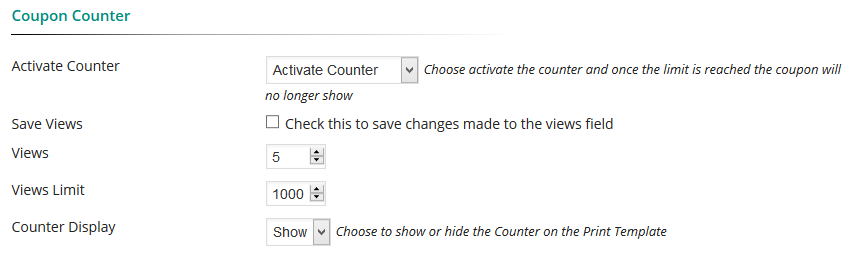 Coupon Counter
Activate Counter
Activate Counter Choose activate the counter and once the limit is reached the coupon will
no longer show
Save Views
Check this to save changes made to the views field
Views
5
Views Limit
1000
Counter Display
Show Choose to show or hide the Counter on the Print Template